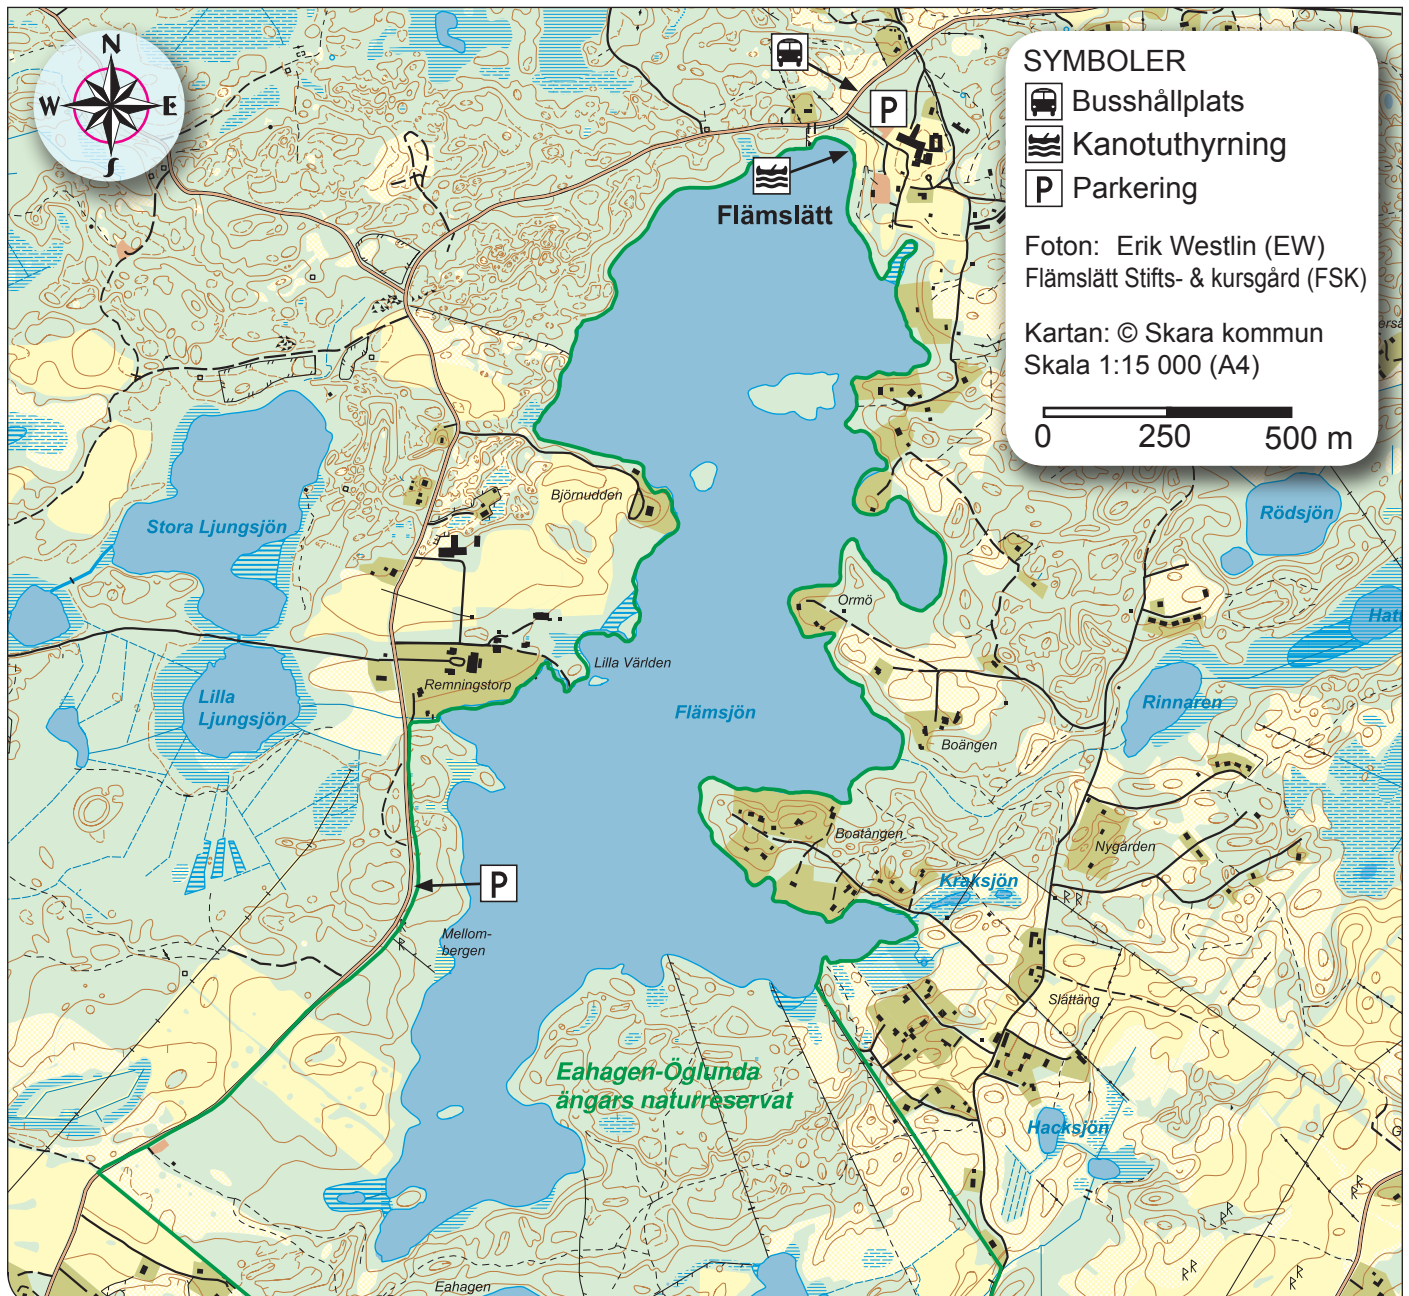 N
W
E
S
SYMBOLER
Busshållplats
Kanotuthyrning
P Parkering
Foton: Erik Westlin (EW)
Flämslätt Stifts- & kursgård (FSK)
Kartan: © Skara kommun
Skala 1:15 000 (A4)
0 250 500 m
P
Flämslätt
Björnudden
Stora Ljungsjön
Rödsjön
Ormö
Lilla Världen
Remningstorp
Lilla
Ljungsjön
Flämsjön
Rinnaren
Boängen
Boatången
Nygården
Kraksjön
P
Mellom-
bergen
Slättäng
Eahagen-Öglunda
ängars naturreservat
Hacksjön
Eahagen
R
R R
R R
R R
R R
R R